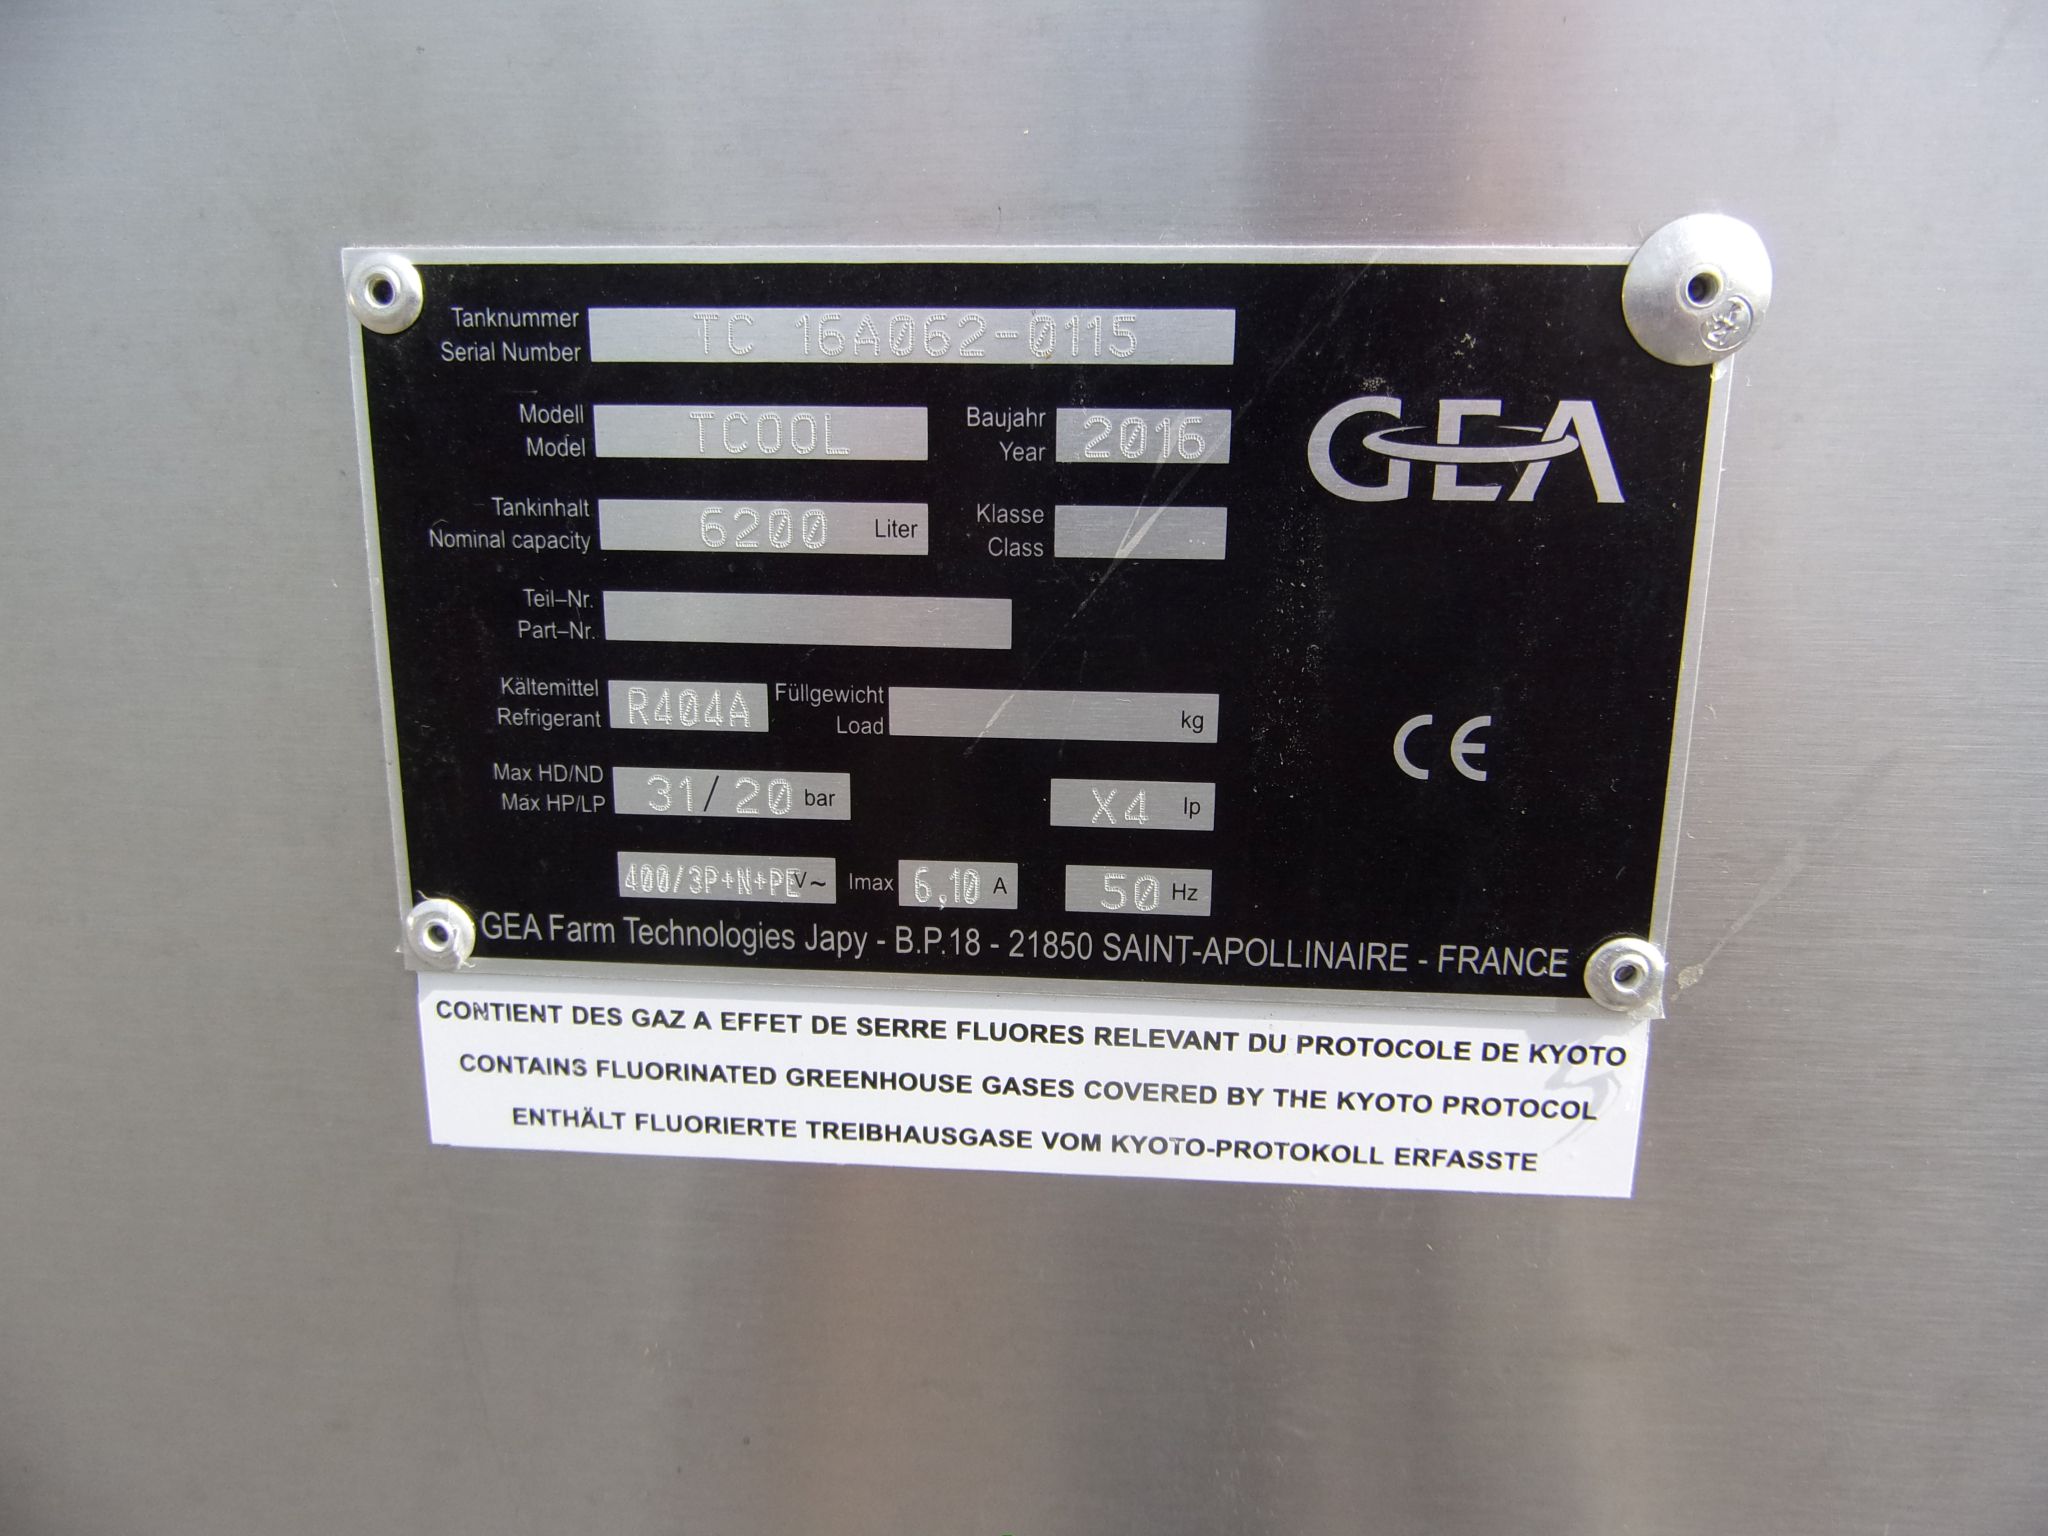 Tanknummer
Serial Number
TC 16A062-0115
Modell
Model
TCOOL
Baujahr
Year
2016
GEA
Tankinhalt
Nominal capacity
6200 Liter
Klasse
Class
Teil–Nr.
Part–Nr.
Kältemittel
Refrigerant
R404A
Füllgewicht
Load
kg
Max HD/ND
Max HP/LP
31/20 bar
X4 Ip
CE
400/3P+N+PE V~
Imax 6,10 A
50 Hz
GEA Farm Technologies Japy - B.P.18 - 21850 SAINT-APOLLINAIRE - FRANCE
CONTIENT DES GAZ A EFFET DE SERRE FLUORES RELEVANT DU PROTOCOLE DE KYOTO
CONTAINS FLUORINATED GREENHOUSE GASES COVERED BY THE KYOTO PROTOCOL
ENTHÄLT FLUORIERTE TREIBHAUSGASE VOM KYOTO-PROTOKOLL ERFASSTE